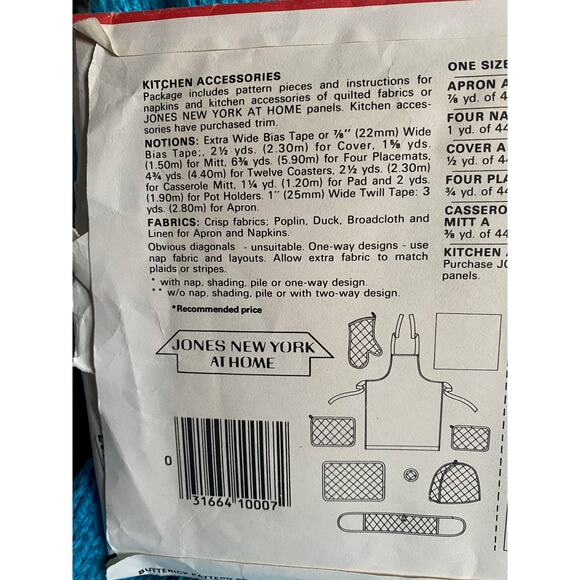 KITCHEN ACCESSORIES
Package includes pattern pieces and instructions for
napkins and kitchen accessories of quilted fabrics or
JONES NEW YORK AT HOME panels. Kitchen acces-
sories have purchased trim.
NOTIONS: Extra Wide Bias Tape or ⅞" (22mm) Wide
Bias Tape;, 2½ yds. (2.30m) for Cover, 1⅝ yds.
(1.50m) for Mitt, 6⅜ yds. (5.90m) for Four Placemats,
4¾ yds. (4.40m) for Twelve Coasters, 2½ yds. (2.30m)
for Casserole Mitt, 1¼ yd. (1.20m) for Pad and 2 yds.
(1.90m) for Pot Holders. 1" (25mm) Wide Twill Tape: 3
yds. (2.80m) for Apron.
FABRICS: Crisp fabrics; Poplin, Duck, Broadcloth and
Linen for Apron and Napkins.
Obvious diagonals - unsuitable. One-way designs - use
nap fabric and layouts. Allow extra fabric to match
plaids or stripes.
* with nap, shading, pile or one-way design.
** w/o nap, shading, pile or with two-way design.
*Recommended price
JONES NEW YORK
AT HOME
0 31664 10007
ONE SIZE
APRON A
⅞ yd. of 44
FOUR NA
1 yd. of 44
COVER A
½ yd. of 44
FOUR PLA
¾ yd. of 44
CASSERO
MITT A
⅜ yd. of 44
KITCHEN
Purchase JO
panels.
BUTTERICK PATTERN